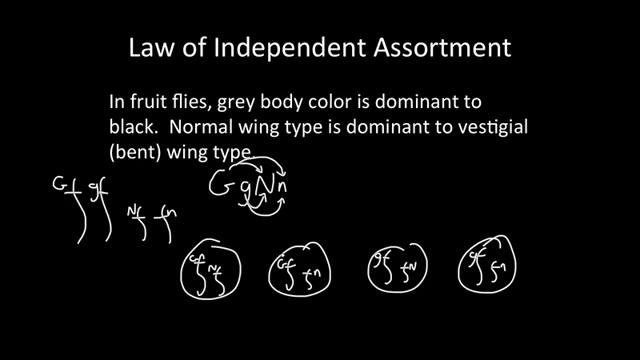 Law of Independent Assortment
In fruit flies, grey body color is dominant to
black. Normal wing type is dominant to vestigial
(bent) wing type.
GgNn
G g N n
G N G n g N g n